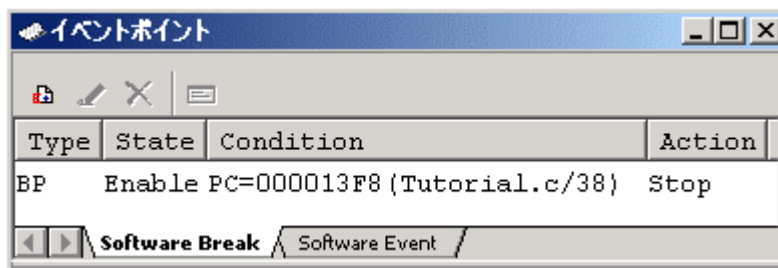 イベントポイント
Type State Condition Action
BP Enable PC=000013F8(Tutorial.c/38) Stop
Software Break Software Event